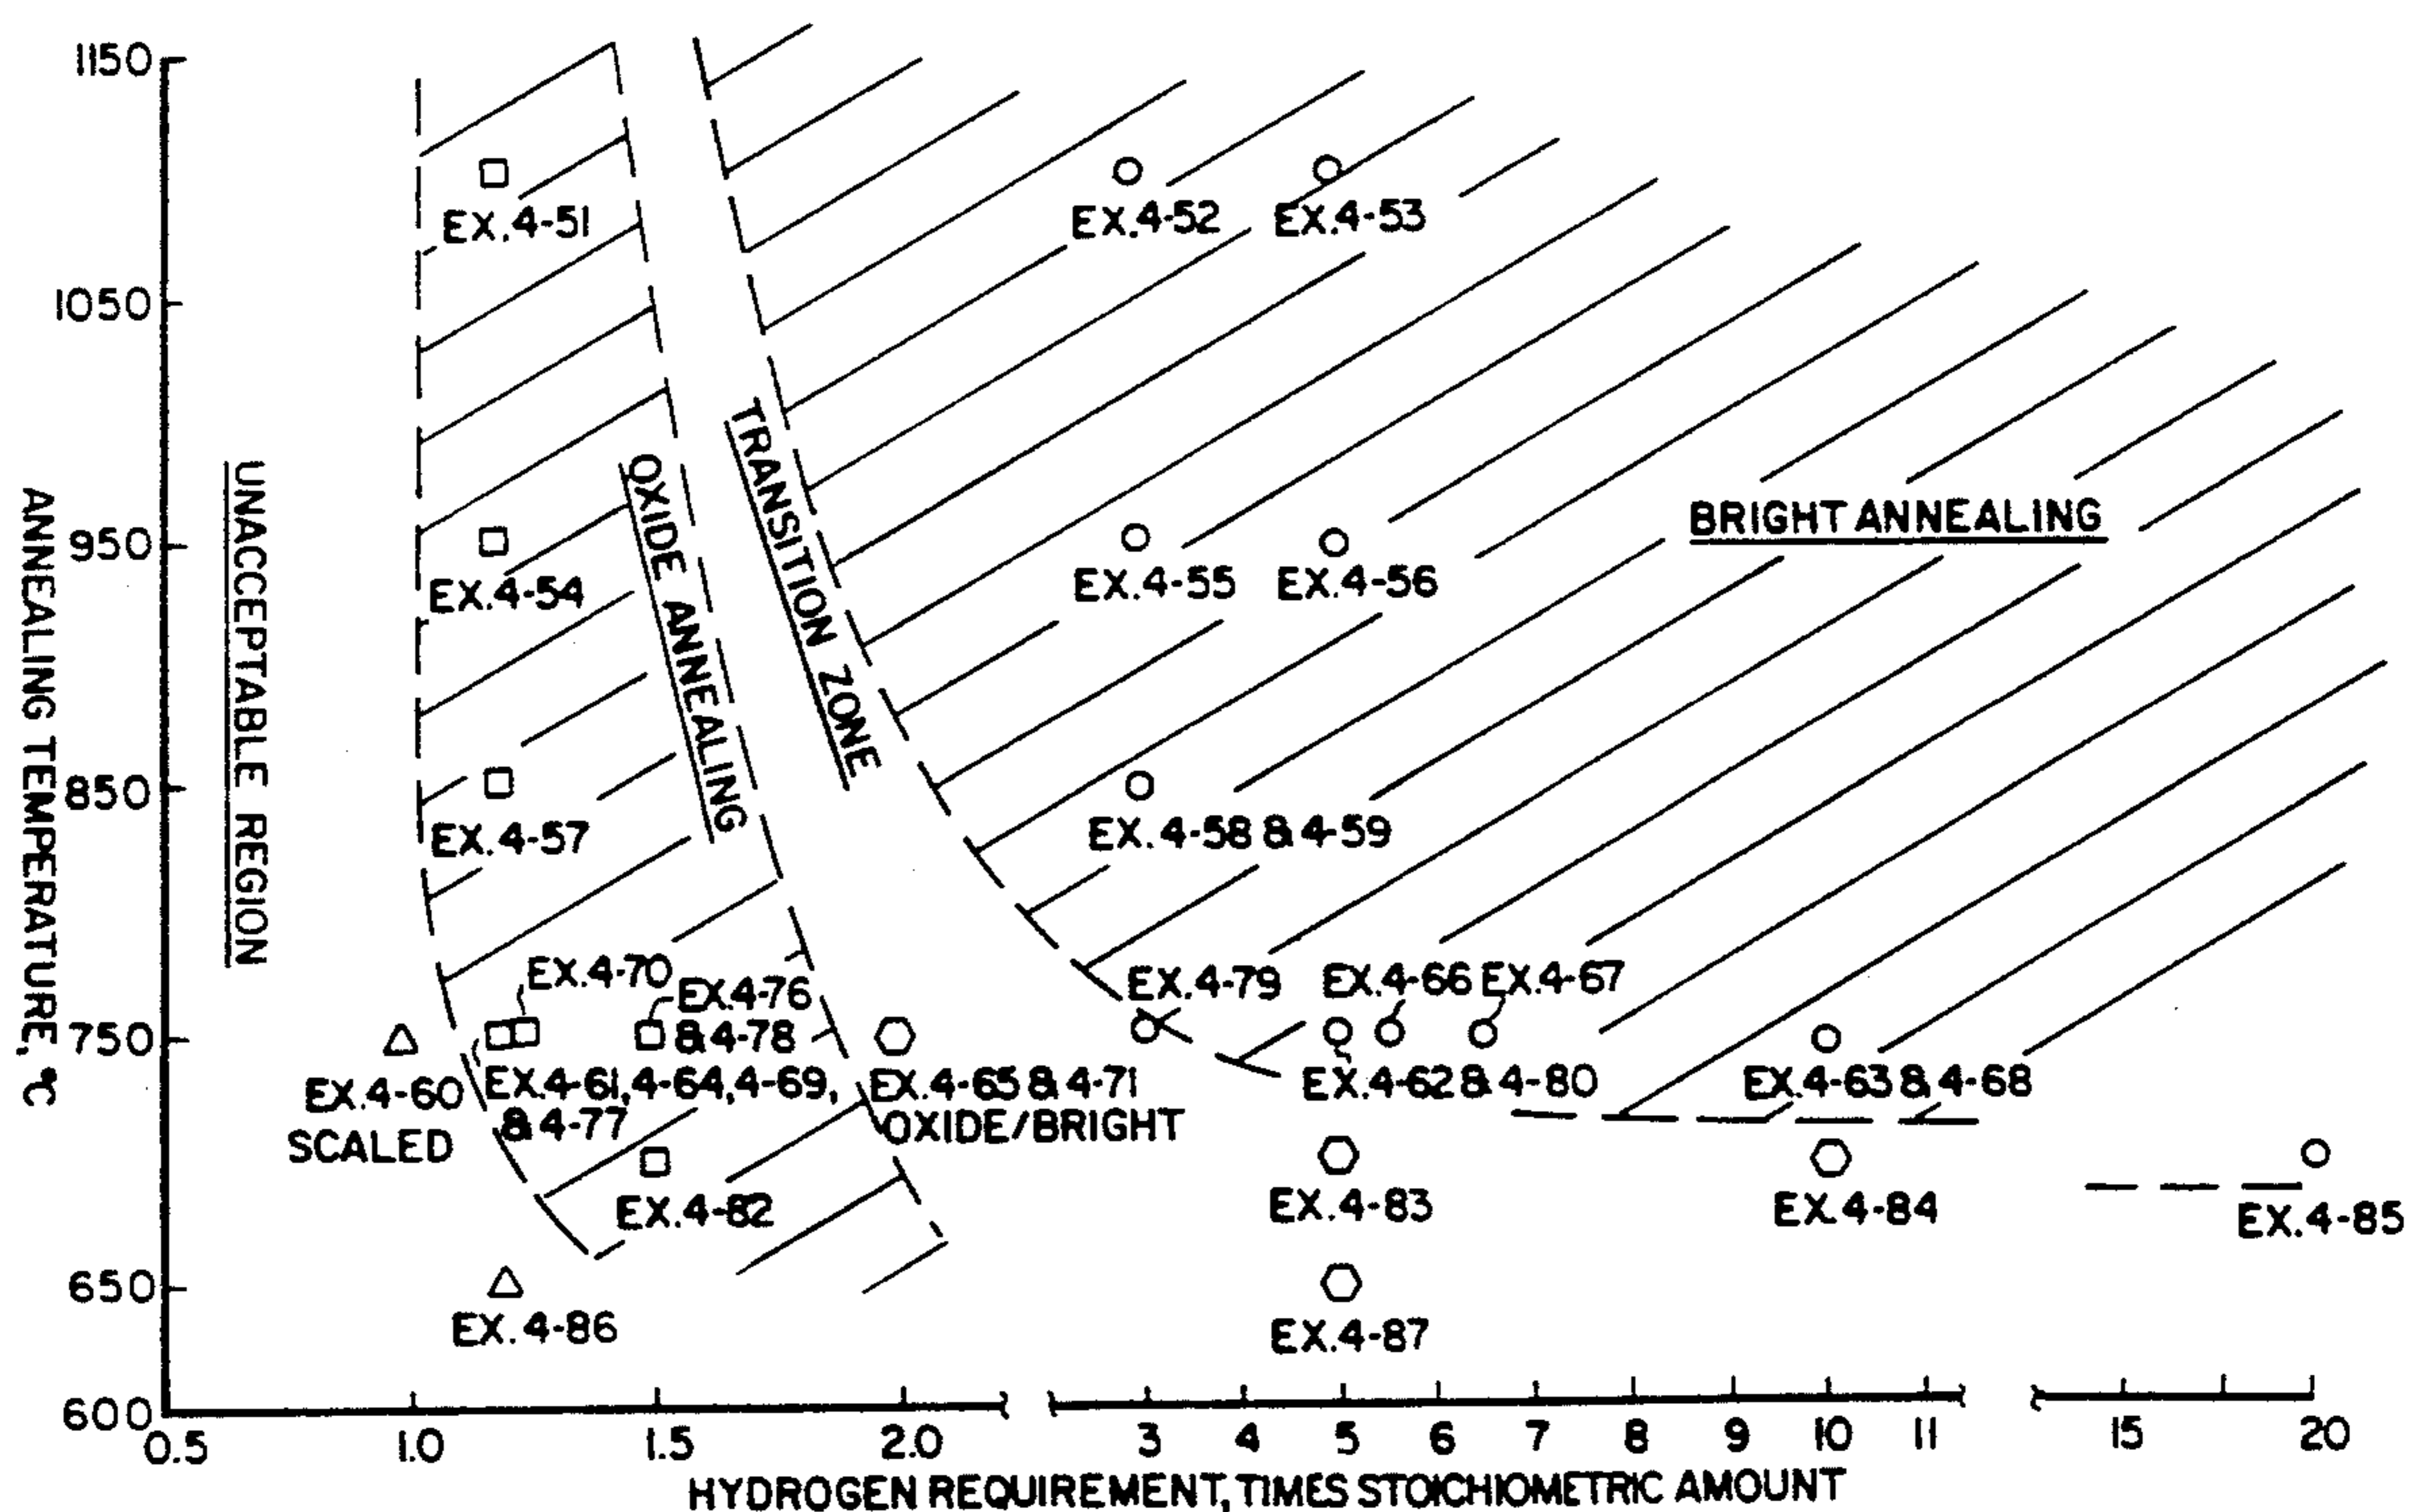 1150
1050
950
850
750
650
600
ANNEALING TEMPERATURE, °C
UNACCEPTABLE REGION
OXIDE ANNEALING
TRANSITION ZONE
BRIGHT ANNEALING
EX.4-51
EX.4-52
EX.4-53
EX.4-54
EX.4-55
EX.4-56
EX.4-57
EX.4-58 & 4-59
EX.4-70
EX.4-76
& 4-78
EX.4-79
EX.4-66
EX.4-67
EX.4-60
SCALED
EX.4-61, 4-64, 4-69,
& 4-77
EX.4-65 & 4-71
OXIDE/BRIGHT
EX.4-62 & 4-80
EX.4-63 & 4-68
EX.4-82
EX.4-83
EX.4-84
EX.4-85
EX.4-86
EX.4-87
0.5 1.0 1.5 2.0 3 4 5 6 7 8 9 10 11 15 20
HYDROGEN REQUIREMENT, TIMES STOICHIOMETRIC AMOUNT